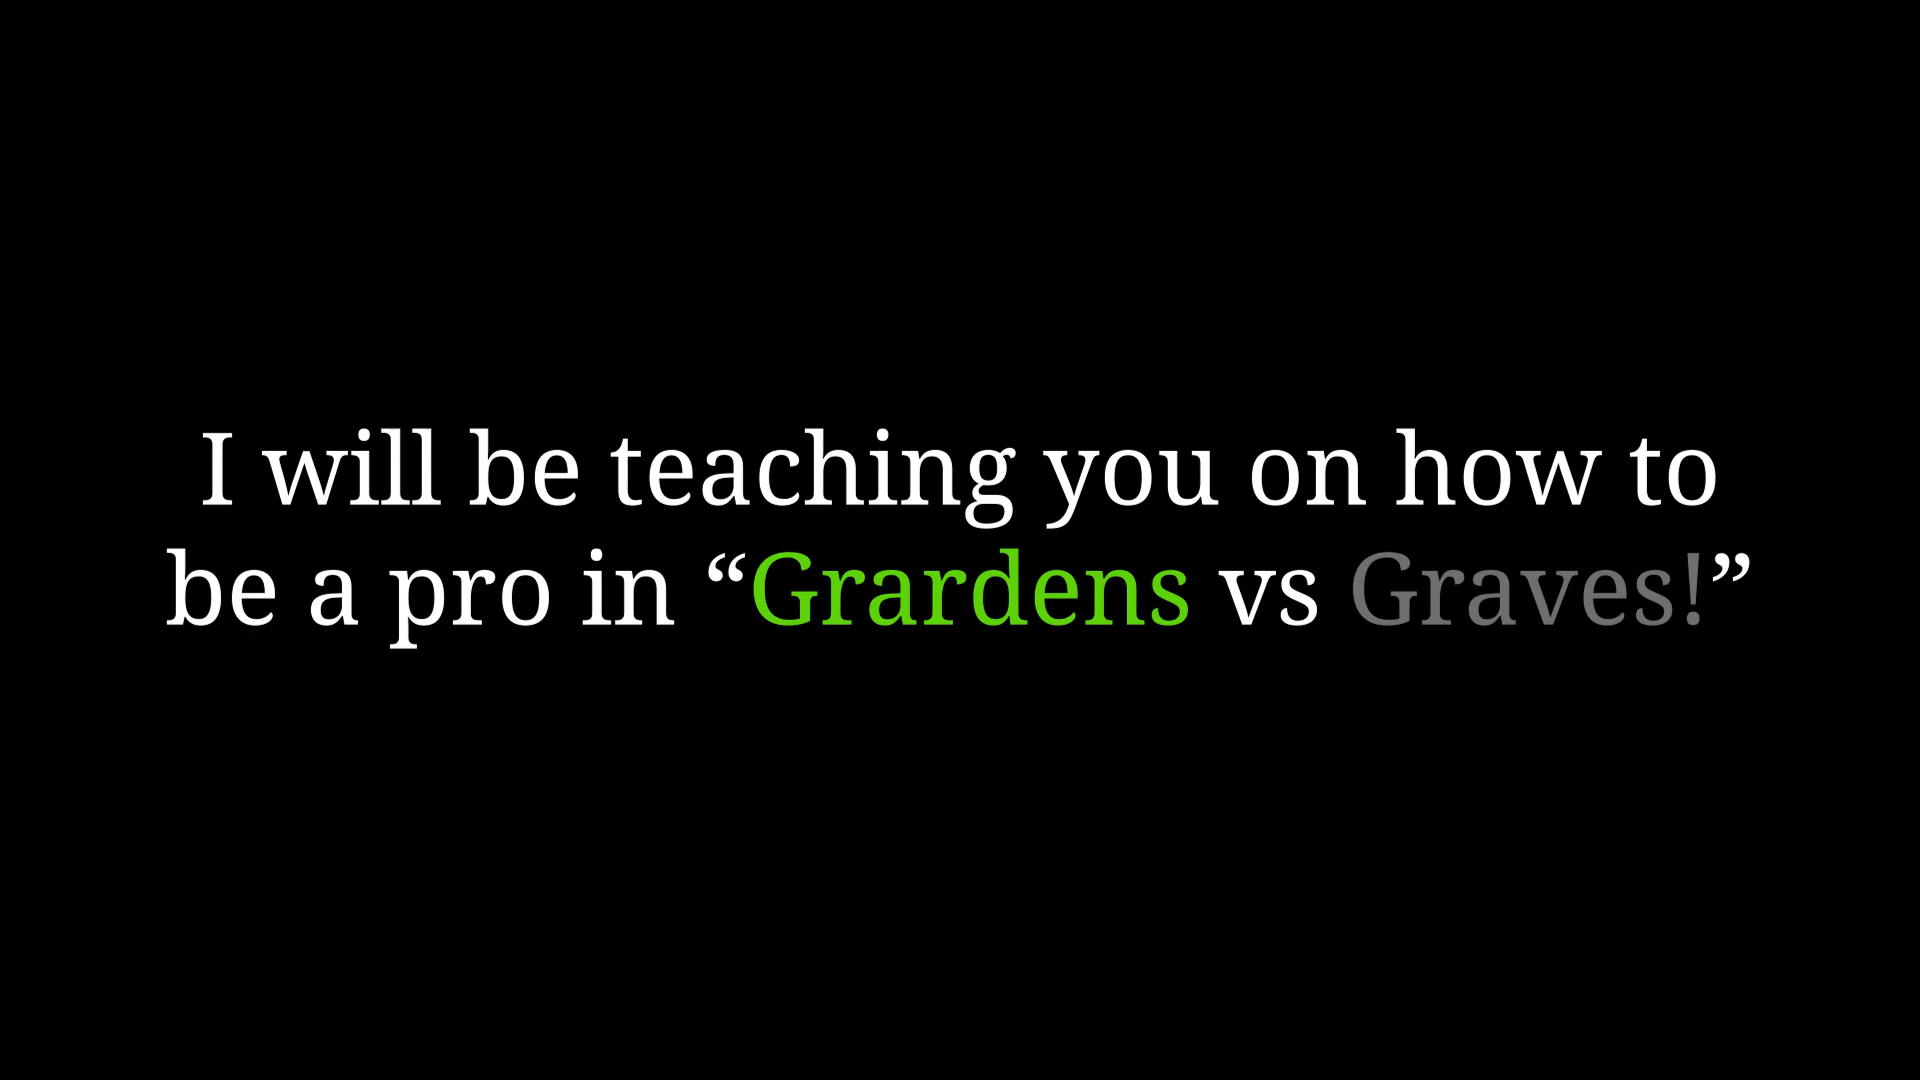 I will be teaching you on how to
be a pro in “Grardens vs Graves!”